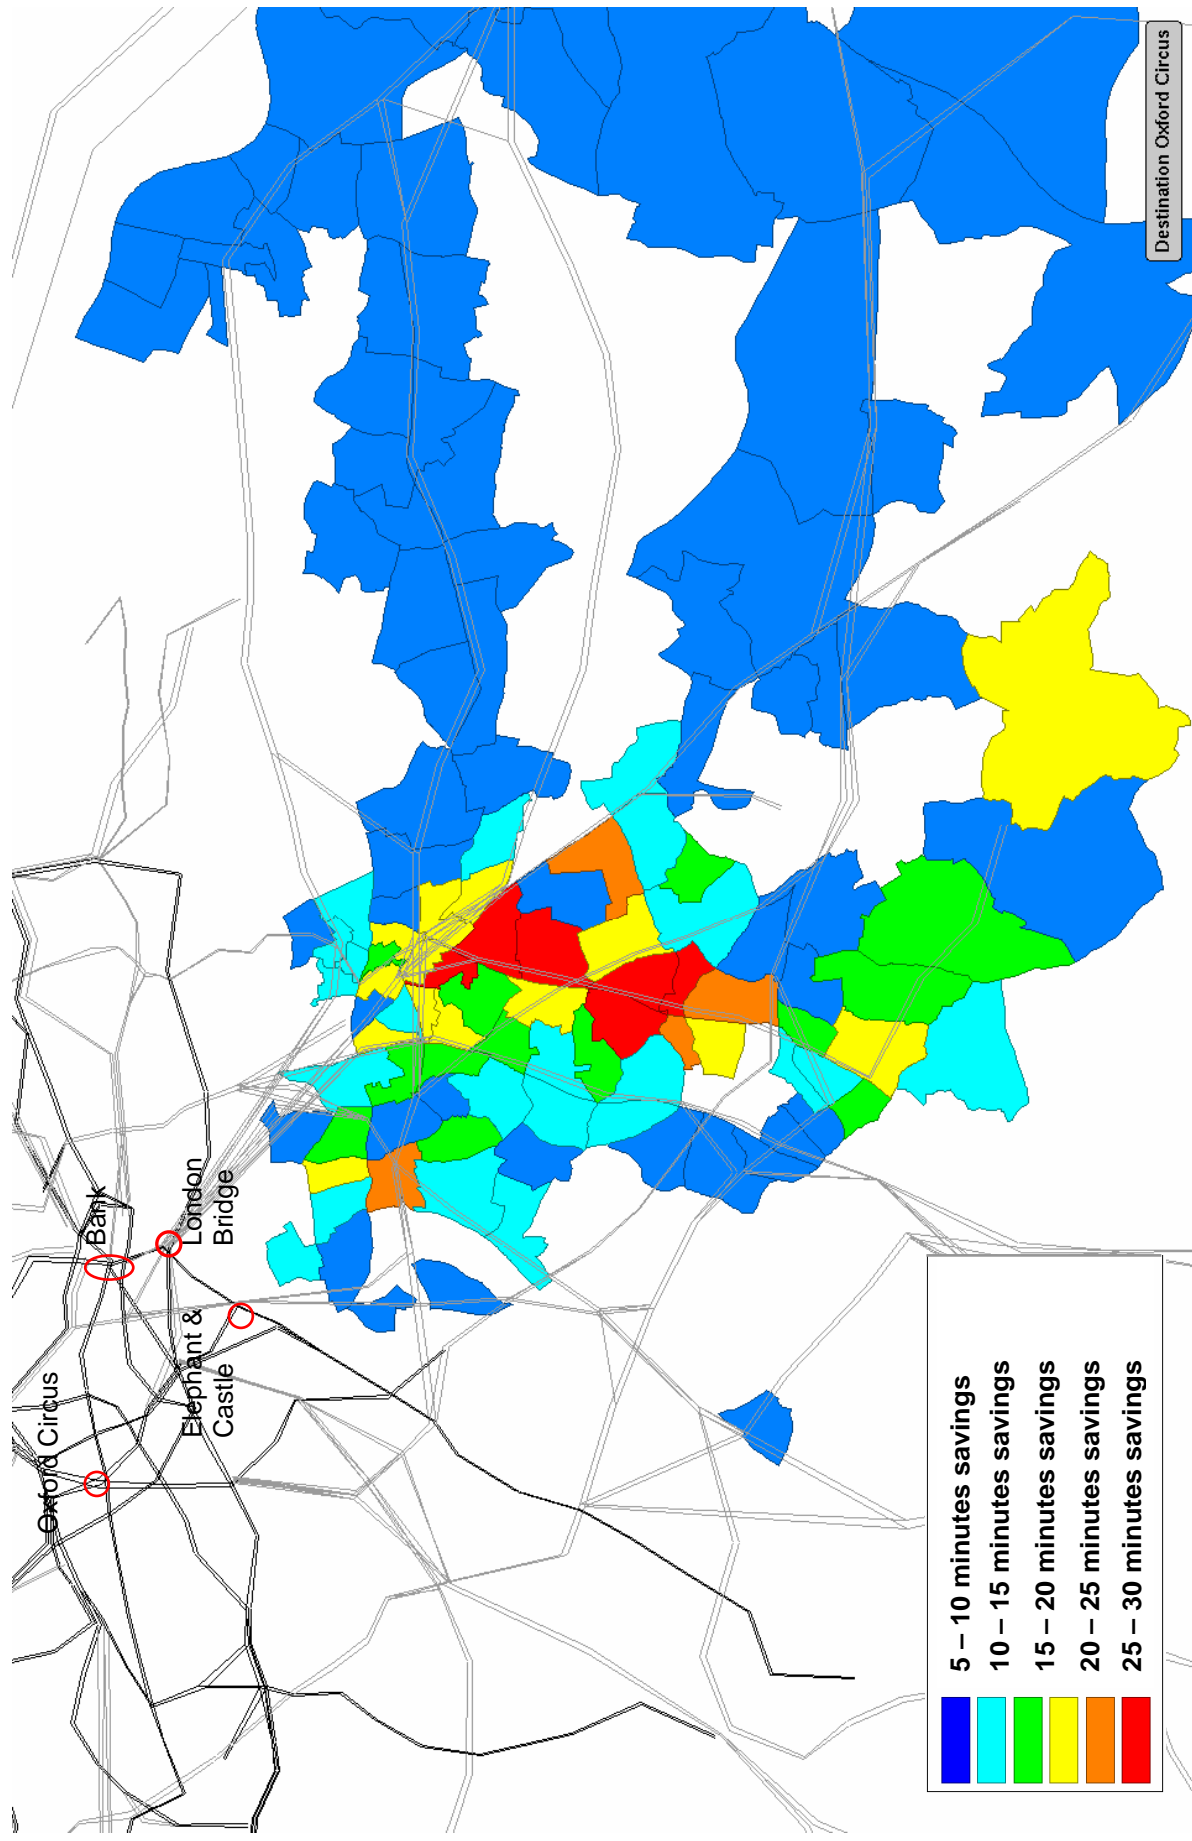 Oxford Circus
Bank
London
Bridge
Elephant &
Castle
5 – 10 minutes savings
10 – 15 minutes savings
15 – 20 minutes savings
20 – 25 minutes savings
25 – 30 minutes savings
Destination Oxford Circus